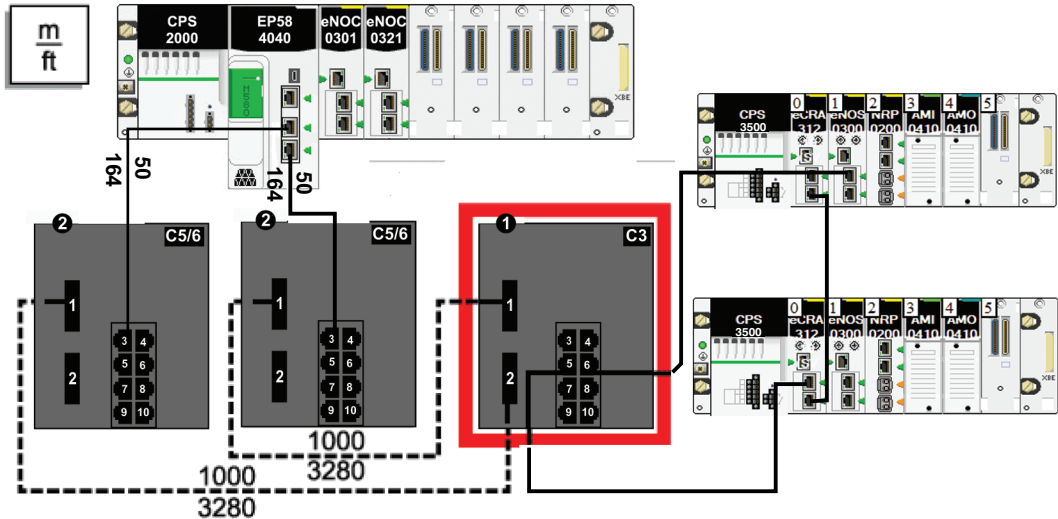 m
ft
CPS
2000
EP58
4040
eNOC
0301
eNOC
0321
XBE
50
164
50
164
CPS
3500
0
eCRA
312
1
eNOS
0300
2
NRP
0200
3
AMI
0410
4
AMO
0410
5
XBE
2
C5/6
1
2
3 4
5 6
7 8
9 10
2
C5/6
1
2
3 4
5 6
7 8
9 10
1
C3
1
2
3 4
5 6
7 8
9 10
CPS
3500
0
eCRA
312
1
eNOS
0300
2
NRP
0200
3
AMI
0410
4
AMO
0410
5
XBE
1000
3280
1000
3280